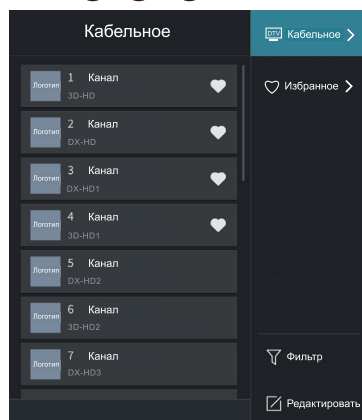 Кабельное
Логотип
1 Канал
3D-HD
Логотип
2 Канал
DX-HD
Логотип
3 Канал
DX-HD1
Логотип
4 Канал
3D-HD1
Логотип
5 Канал
DX-HD2
Логотип
6 Канал
3D-HD2
Логотип
7 Канал
DX-HD3
DTV Кабельное
Избранное
Фильтр
Редактировать